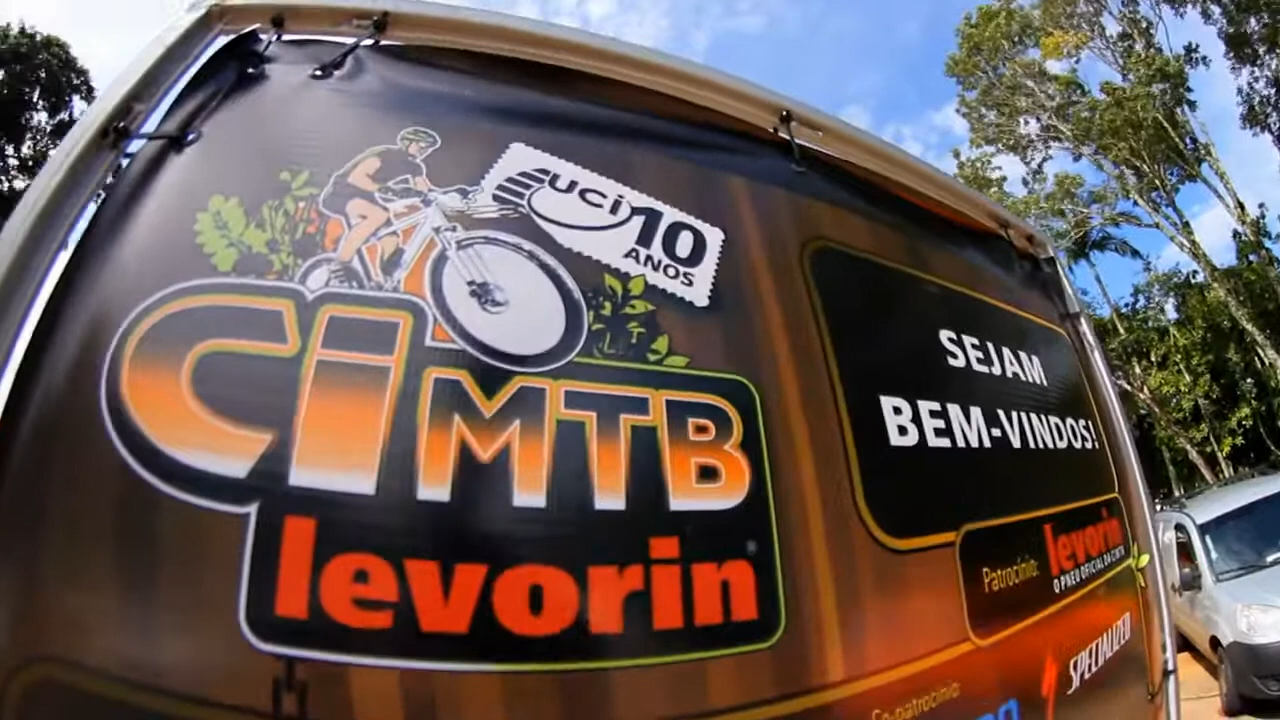 uci 10
ANOS
CiMTB
levorin
SEJAM
BEM-VINDOS!
Patrocínio: levorin
O PNEU OFICIAL DA CIMTB
Co-patrocínio:
SPECIALIZED